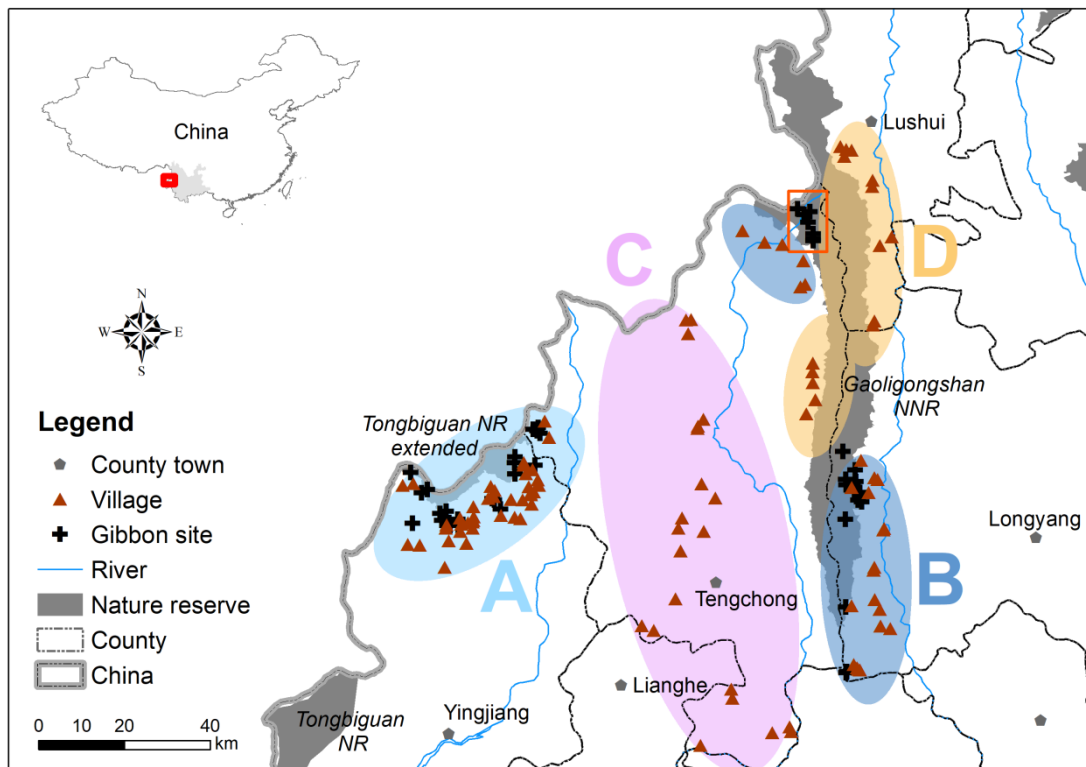 China
Lushui
N
W
E
S
C
D
Gaoligongshan
NNR
Legend
Tongbiguan NR
extended
County town
Village
Gibbon site
River
Nature reserve
County
China
A
B
Longyang
Tengchong
Lianghe
0 10 20 40
km
Tongbiguan
NR
Yingjiang